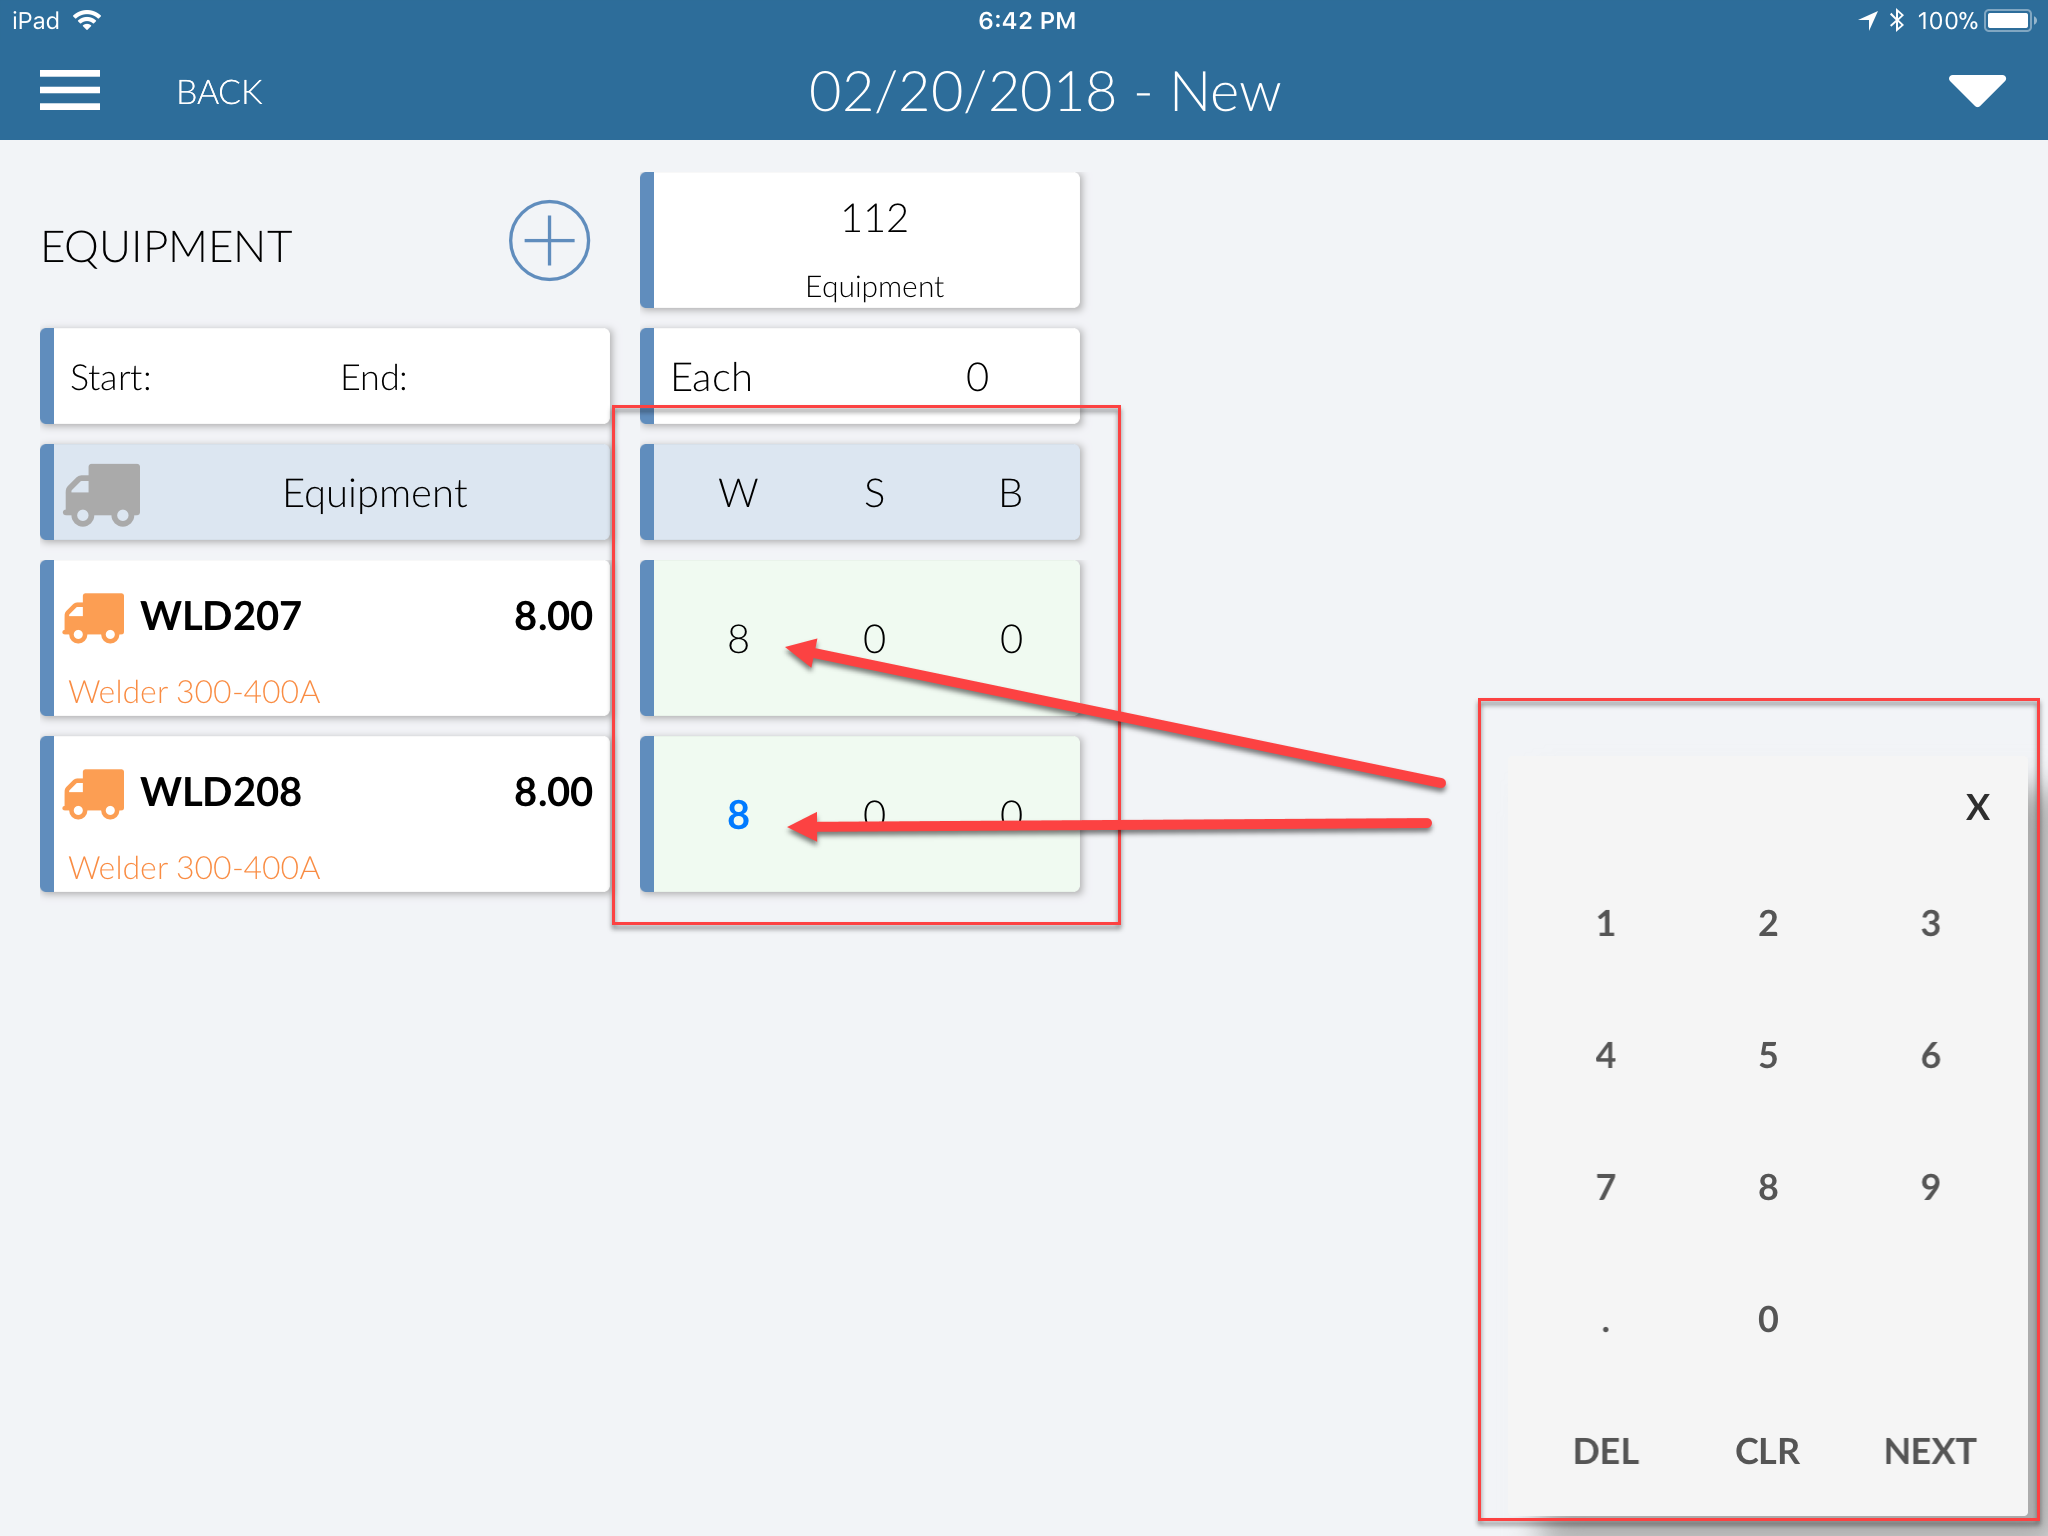 iPad 6:42 PM 100%
BACK 02/20/2018 - New
EQUIPMENT
112
Equipment
Start: End:
Each 0
Equipment
W S B
WLD207 8.00
Welder 300-400A
8 0 0
WLD208 8.00
Welder 300-400A
8 0 0
X
1 2 3
4 5 6
7 8 9
. 0
DEL CLR NEXT